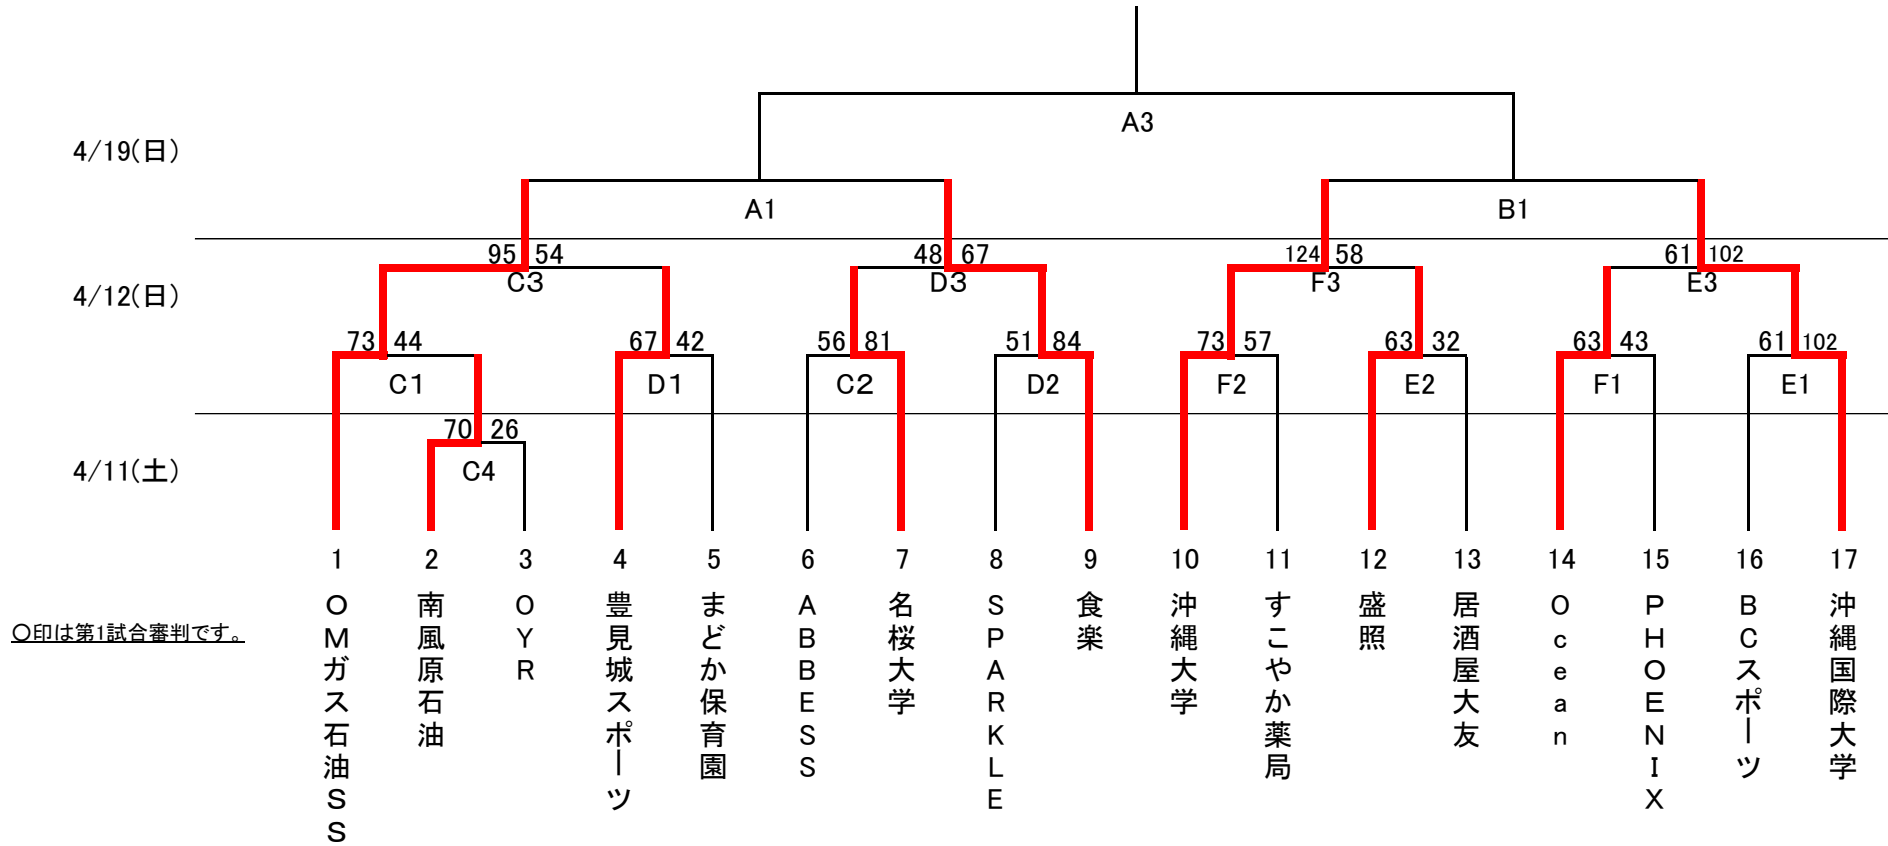 A3
4/19(日)
A1
B1
95 54
48 67
124 58
61 102
C3
D3
F3
E3
4/12(日)
73 44
67 42
56 81
51 84
73 57
63 32
63 43
61 102
C1
D1
C2
D2
F2
E2
F1
E1
70 26
4/11(土)
C4
1 2 3 4 5 6 7 8 9 10 11 12 13 14 15 16 17
〇印は第1試合審判です。
OMガス石油SS
南風原石油
OYR
豊見城スポーツ
まどか保育園
ABBESS
名桜大学
SPARKLE
食楽
沖縄大学
すこやか薬局
盛照
居酒屋大友
Ocean
PHOENIX
BCスポーツ
沖縄国際大学